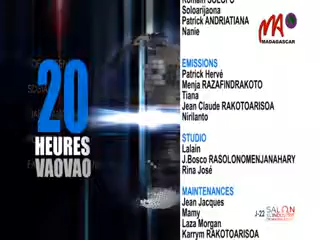 20
HEURES
VAOVAO
Soloarijaona
Patrick ANDRIATIANA
Nanie
MA
MADAGASCAR
EMISSIONS
Patrick Hervé
Menja RAZAFINDRAKOTO
Tiana
Jean Claude RAKOTOARISOA
Nirilanto
STUDIO
Lalain
J.Bosco RASOLONOMENJANAHARY
Rina José
MAINTENANCES
Jean Jacques
Mamy
Laza Morgan
Karrym RAKOTOARISOA
J-22
SALON